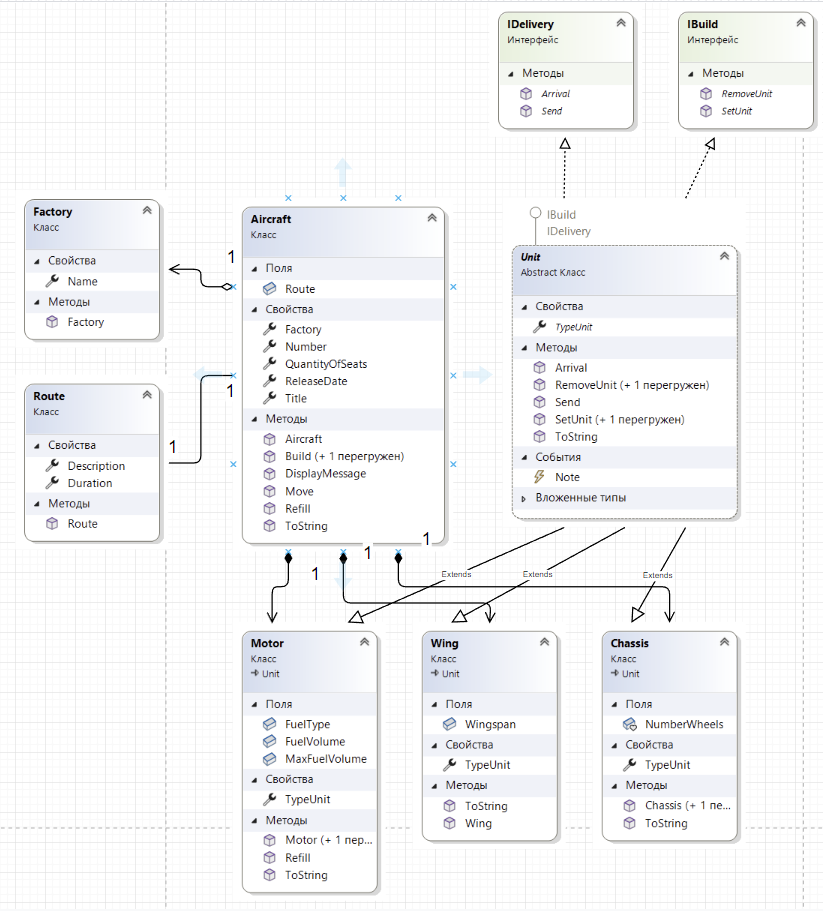 IDelivery
Интерфейс
Методы
Arrival
Send
IBuild
Интерфейс
Методы
RemoveUnit
SetUnit
Factory
Класс
Свойства
Name
Методы
Factory
1
Aircraft
Класс
Поля
Route
Свойства
Factory
Number
QuantityOfSeats
ReleaseDate
Title
Методы
Aircraft
Build (+ 1 перегружен)
DisplayMessage
Move
Refill
ToString
IBuild
IDelivery
Unit
Abstract Класс
Свойства
TypeUnit
Методы
Arrival
RemoveUnit (+ 1 перегружен)
Send
SetUnit (+ 1 перегружен)
ToString
События
Note
Вложенные типы
Route
Класс
Свойства
Description
Duration
Методы
Route
1
1
1
1
1
Extends
Extends
Extends
Motor
Класс
Unit
Поля
FuelType
FuelVolume
MaxFuelVolume
Свойства
TypeUnit
Методы
Motor (+ 1 пер...
Refill
ToString
Wing
Класс
Unit
Поля
Wingspan
Свойства
TypeUnit
Методы
ToString
Wing
Chassis
Класс
Unit
Поля
NumberWheels
Свойства
TypeUnit
Методы
Chassis (+ 1 пе...
ToString